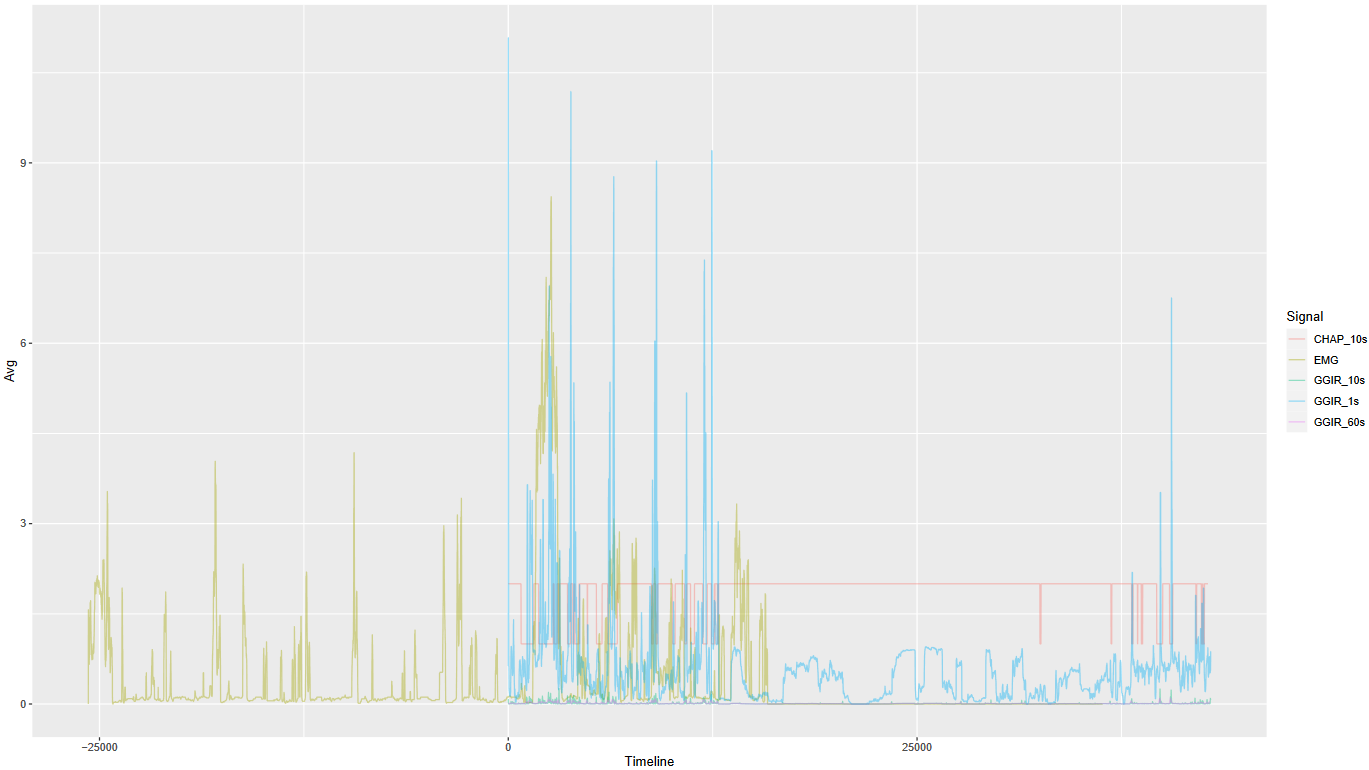 9
6
3
0
Avg
−25000
0
25000
Timeline
Signal
CHAP_10s
EMG
GGIR_10s
GGIR_1s
GGIR_60s